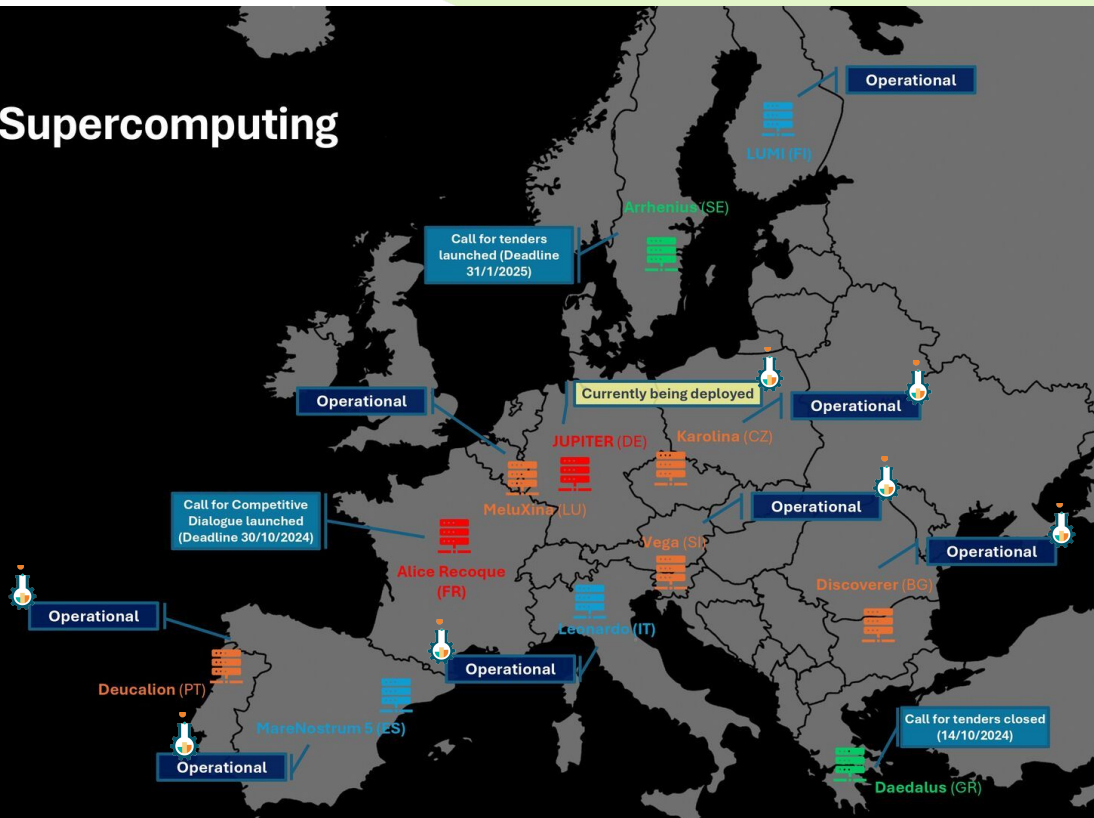 Supercomputing
Operational
LUMI (FI)
Arrhenius (SE)
Call for tenders
launched (Deadline
31/1/2025)
Currently being deployed
Operational
Operational
JUPITER (DE)
Karolina (CZ)
MeluXina (LU)
Call for Competitive
Dialogue launched
(Deadline 30/10/2024)
Operational
Vega (SI)
Operational
Alice Recoque
(FR)
Discoverer (BG)
Operational
Leonardo (IT)
Operational
Deucalion (PT)
MareNostrum 5 (ES)
Operational
Call for tenders closed
(14/10/2024)
Daedalus (GR)